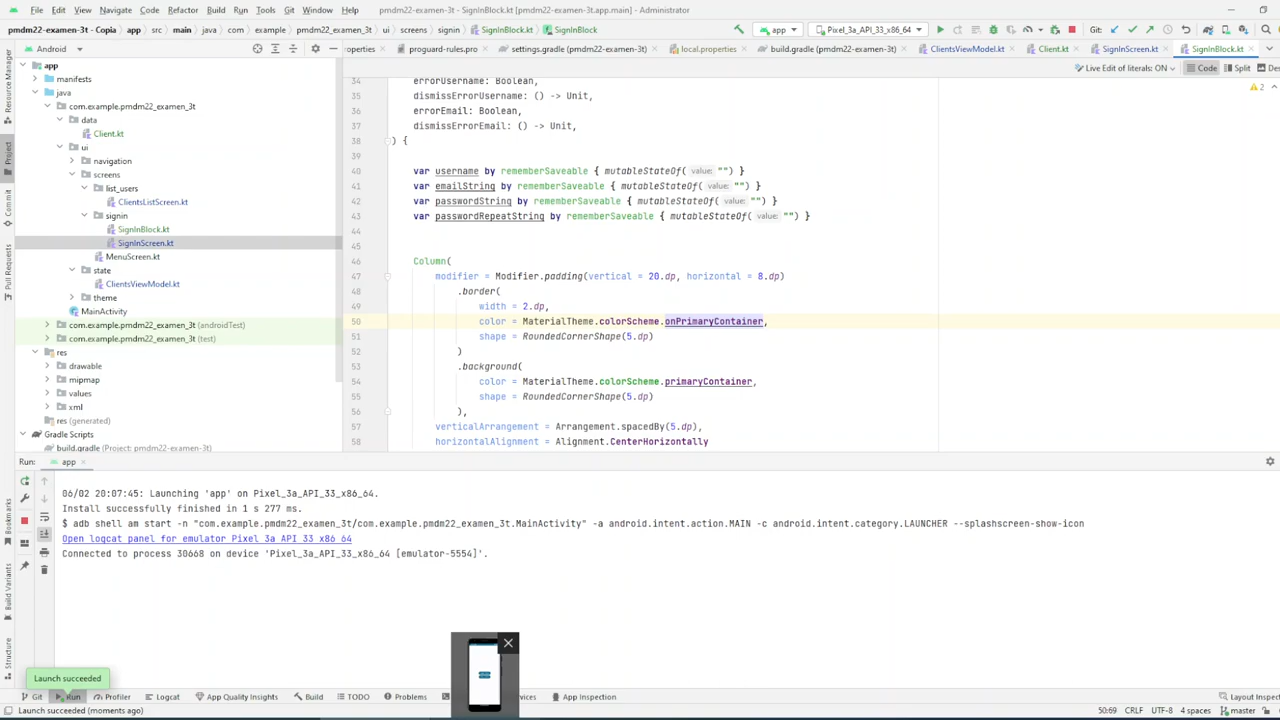 File Edit View Navigate Code Refactor Build Run Tools Git Window Help pmdm22-examen-3t - SignInBlock.kt [pmdm22-examen-3t.app.main] - Administrator
pmdm22-examen-3t - Copia app src main java com example pmdm22_examen_3t ui screens signin SignInBlock.kt SignInBlock app Pixel_3a_API_33_x86_64 Git:
Android
proguard-rules.pro settings.gradle (pmdm22-examen-3t) local.properties build.gradle (pmdm22-examen-3t) ClientsViewModel.kt Client.kt SignInScreen.kt SignInBlock.kt
Live Edit of literals: ON Code Split
2
Resource Manager
Project
Commit
Pull Requests
Bookmarks
Build Variants
Structure
app
manifests
java
com.example.pmdm22_examen_3t
data
Client.kt
ui
navigation
screens
list_users
ClientsListScreen.kt
signin
SignInBlock.kt
SignInScreen.kt
MenuScreen.kt
state
ClientsViewModel.kt
theme
MainActivity
com.example.pmdm22_examen_3t (androidTest)
com.example.pmdm22_examen_3t (test)
res
drawable
mipmap
values
xml
res (generated)
Gradle Scripts
build.gradle (Project: pmdm22-examen-3t)
34 errorUsername: Boolean,
35 dismissErrorUsername: () -> Unit,
36 errorEmail: Boolean,
37 dismissErrorEmail: () -> Unit,
38 ) {
39
40 var username by rememberSaveable { mutableStateOf( value: "") }
41 var emailString by rememberSaveable { mutableStateOf( value: "") }
42 var passwordString by rememberSaveable { mutableStateOf( value: "") }
43 var passwordRepeatString by rememberSaveable { mutableStateOf( value: "") }
44
45
46 Column(
47 modifier = Modifier.padding(vertical = 20.dp, horizontal = 8.dp)
48 .border(
49 width = 2.dp,
50 color = MaterialTheme.colorScheme.onPrimaryContainer,
51 shape = RoundedCornerShape(5.dp)
52 )
53 .background(
54 color = MaterialTheme.colorScheme.primaryContainer,
55 shape = RoundedCornerShape(5.dp)
56 ),
57 verticalArrangement = Arrangement.spacedBy(5.dp),
58 horizontalAlignment = Alignment.CenterHorizontally
Run: app
06/02 20:07:45: Launching 'app' on Pixel_3a_API_33_x86_64.
Install successfully finished in 1 s 277 ms.
$ adb shell am start -n "com.example.pmdm22_examen_3t/com.example.pmdm22_examen_3t.MainActivity" -a android.intent.action.MAIN -c android.intent.category.LAUNCHER --splashscreen-show-icon
Open logcat panel for emulator Pixel 3a API 33 x86 64
Connected to process 30668 on device 'Pixel_3a_API_33_x86_64 [emulator-5554]'.
Launch succeeded
Git Run Profiler Logcat App Quality Insights Build TODO Problems App Inspection Layout Inspect
Launch succeeded (moments ago) 50:69 CRLF UTF-8 4 spaces master